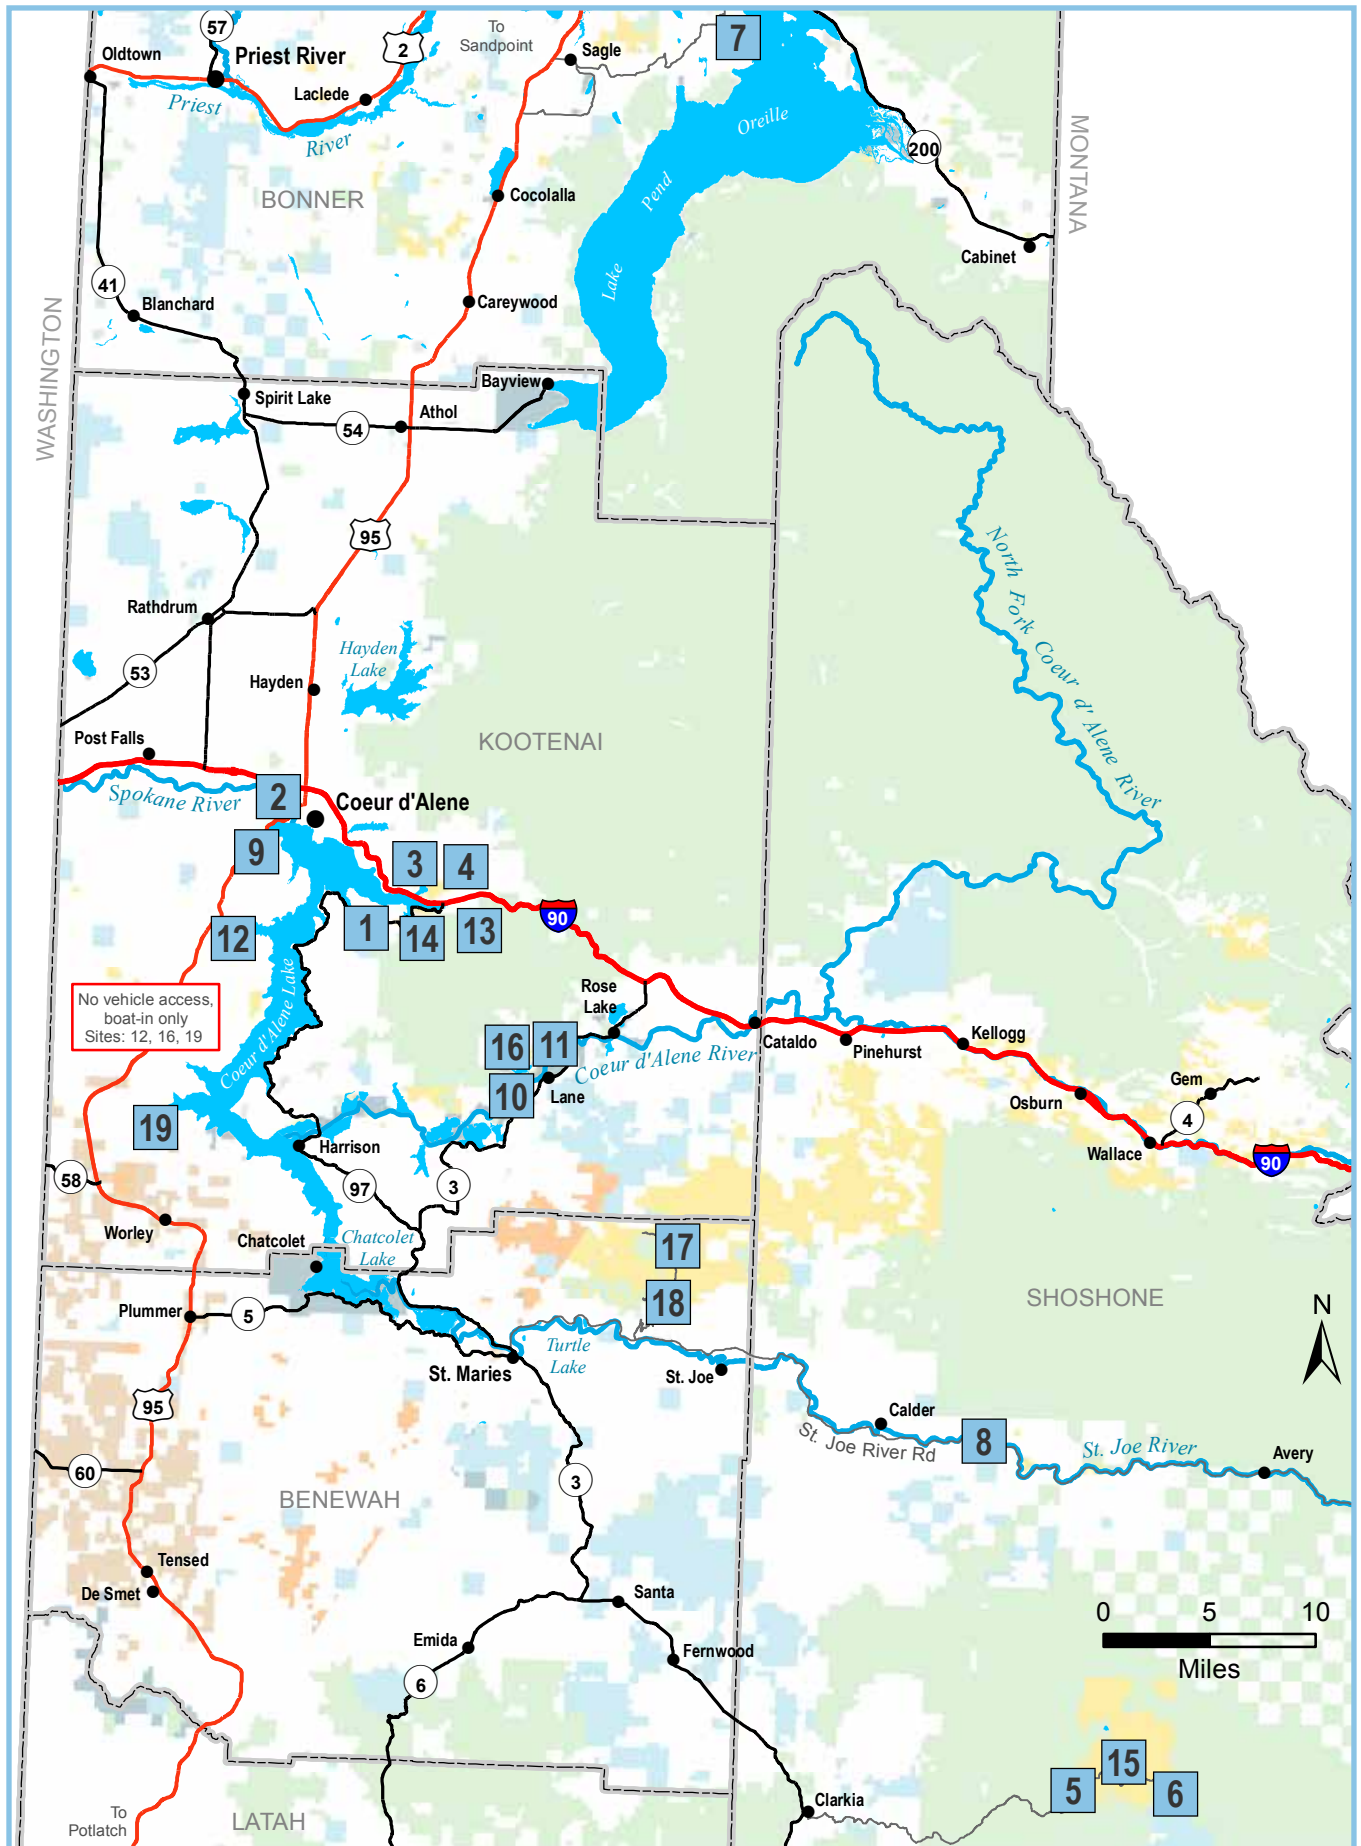 57
2
To
Sandpoint
Sagle
7
Oldtown
Priest River
Laclede
Priest
River
Oreille
MONTANA
200
BONNER
Cocolalla
Pend
Cabinet
41
Blanchard
Careywood
Lake
WASHINGTON
Bayview
Spirit Lake
Athol
54
95
North Fork Coeur d' Alene River
Rathdrum
Hayden
Lake
53
Hayden
Post Falls
KOOTENAI
Spokane River
2
Coeur d'Alene
9
3
4
1
14
13
90
12
No vehicle access,
boat-in only
Sites: 12, 16, 19
Coeur d'Alene Lake
Rose
Lake
16
11
Coeur d'Alene River
Cataldo
Pinehurst
Kellogg
10
Lane
Gem
Osburn
4
19
Harrison
Wallace
90
58
97
3
Worley
Chatcolet
Chatcolet
Lake
17
18
SHOSHONE
N
Plummer
5
Turtle
Lake
St. Maries
St. Joe
95
Calder
St. Joe River Rd
8
St. Joe River
Avery
60
BENEWAH
3
Tensed
De Smet
Santa
0 5 10
Miles
Emida
Fernwood
6
15
5
6
Clarkia
To
Potlatch
LATAH